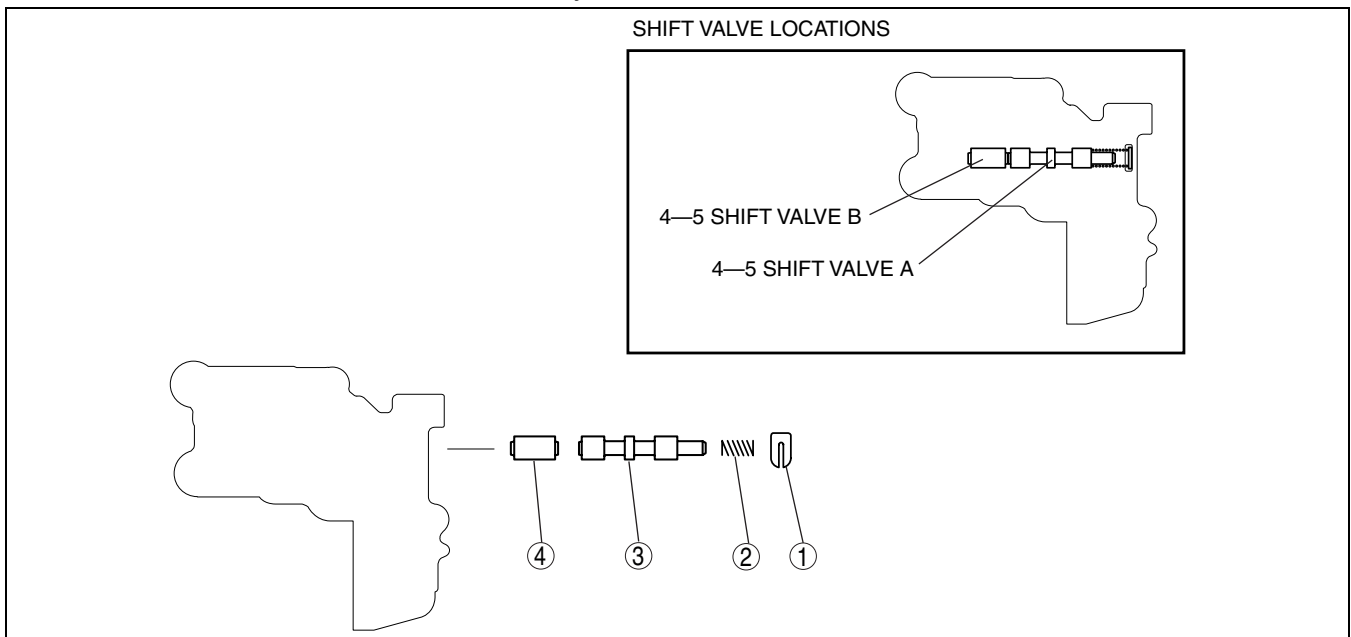 SHIFT VALVE LOCATIONS
4—5 SHIFT VALVE B
4—5 SHIFT VALVE A
④ ③ ② ①